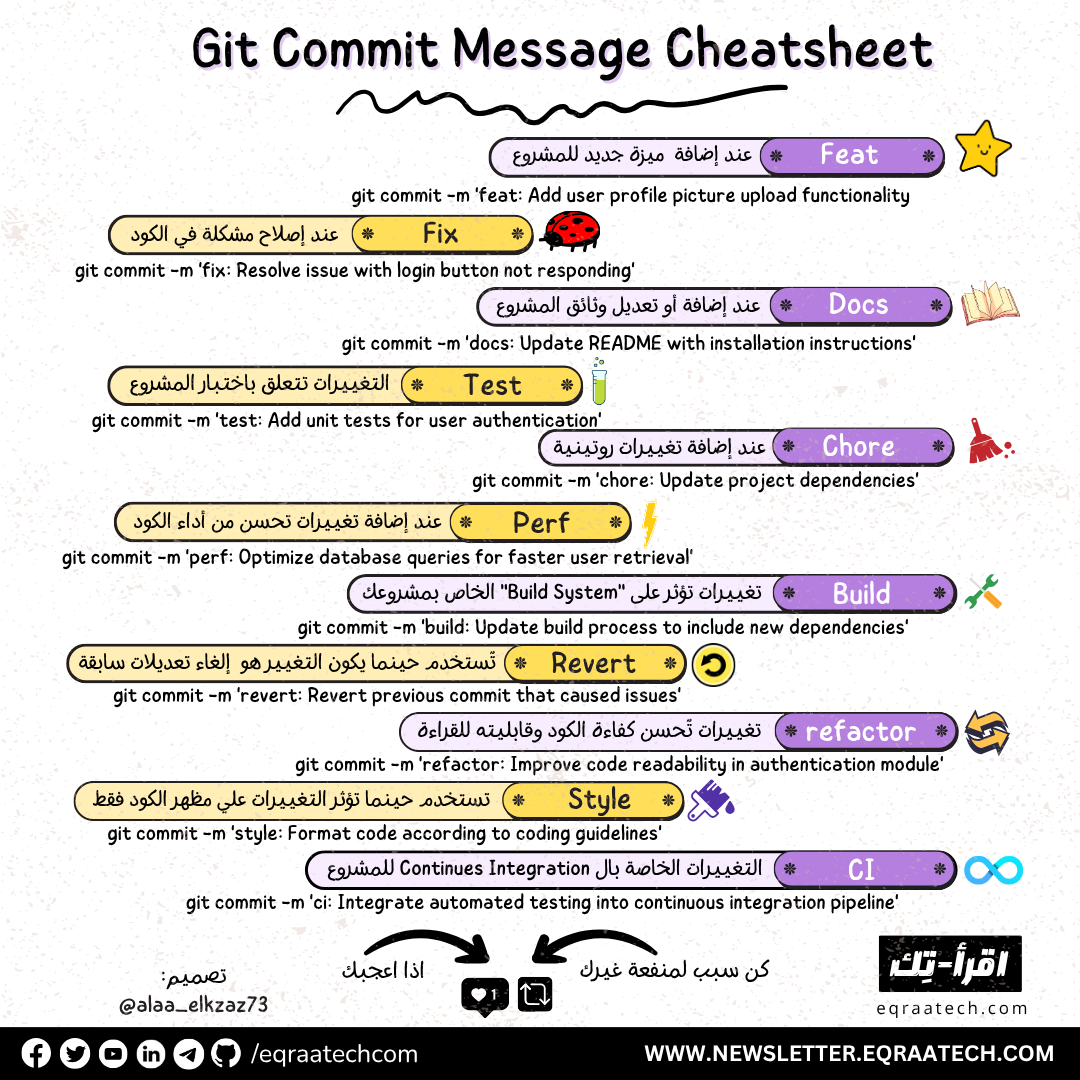 Git Commit Message Cheatsheet
Feat عند إضافة ميزة جديد للمشروع
git commit -m 'feat: Add user profile picture upload functionality
Fix عند إصلاح مشكلة في الكود
git commit -m 'fix: Resolve issue with login button not responding'
Docs عند إضافة أو تعديل وثائق المشروع
git commit -m 'docs: Update README with installation instructions'
Test التغييرات تتعلق باختبار المشروع
git commit -m 'test: Add unit tests for user authentication'
Chore عند إضافة تغييرات روتينية
git commit -m 'chore: Update project dependencies'
Perf عند إضافة تغييرات تحسن من أداء الكود
git commit -m 'perf: Optimize database queries for faster user retrieval'
Build تغييرات تؤثر على "Build System" الخاص بمشروعك
git commit -m 'build: Update build process to include new dependencies'
Revert تُستخدم حينما يكون التغيير هو إلغاء تعديلات سابقة
git commit -m 'revert: Revert previous commit that caused issues'
refactor تغييرات تُحسن كفاءة الكود وقابليته للقراءة
git commit -m 'refactor: Improve code readability in authentication module'
Style تستخدم حينما تؤثر التغييرات علي مظهر الكود فقط
git commit -m 'style: Format code according to coding guidelines'
CI التغييرات الخاصة بال Continues Integration للمشروع
git commit -m 'ci: Integrate automated testing into continuous integration pipeline'
كن سبب لمنفعة غيرك
اذا اعجبك
1
تصميم:
@alaa_elkzaz73
اقرأ-تِك
eqraatech.com
/eqraatechcom
WWW.NEWSLETTER.EQRAATECH.COM